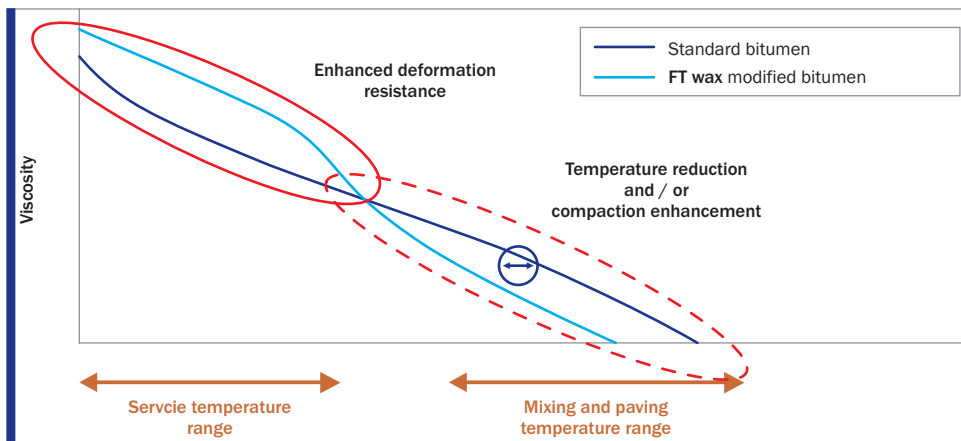 Standard bitumen
FT wax modified bitumen
Enhanced deformation
resistance
Temperature reduction
and / or
compaction enhancement
Viscosity
Servcie temperature
range
Mixing and paving
temperature range